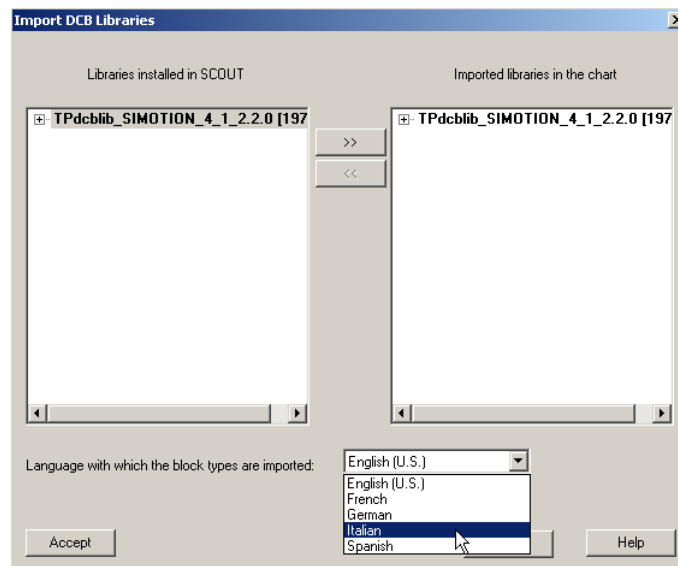 Import DCB Libraries
Libraries installed in SCOUT
Imported libraries in the chart
TPdcblib_SIMOTION_4_1_2.2.0 [197
>>
TPdcblib_SIMOTION_4_1_2.2.0 [197
<<
Language with which the block types are imported:
English (U.S.)
English (U.S.)
French
German
Italian
Spanish
Accept
Help